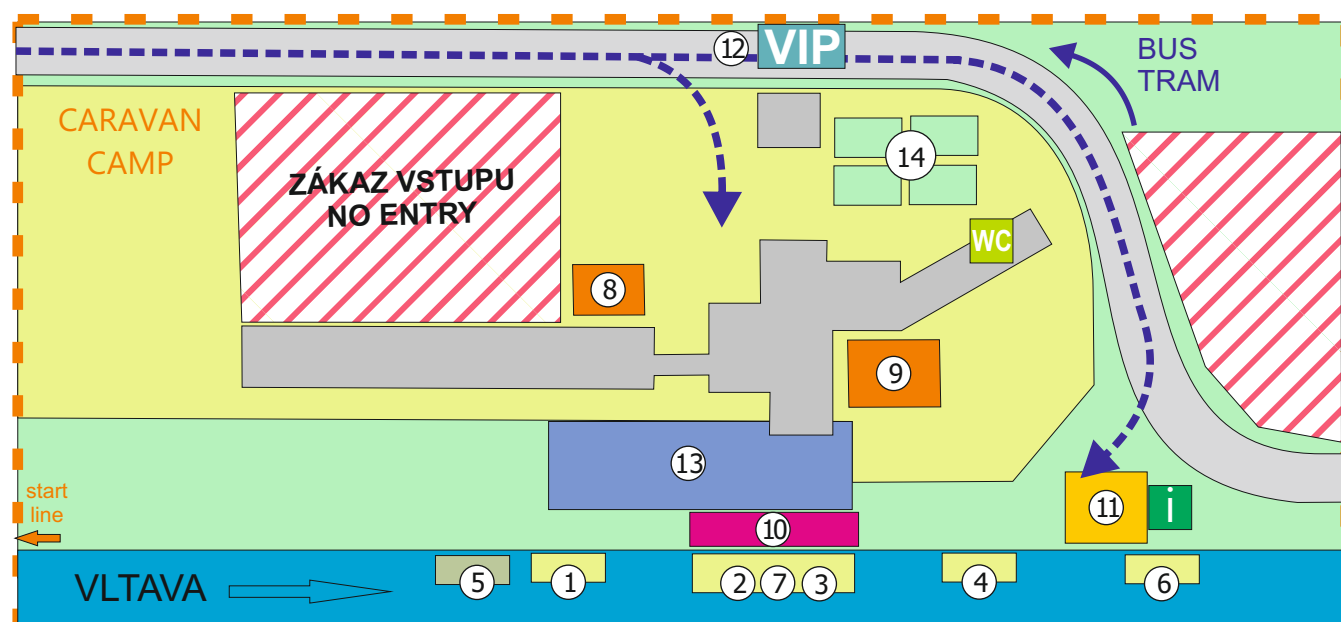 12
VIP
BUS
TRAM
CARAVAN
CAMP
ZÁKAZ VSTUPU
NO ENTRY
14
WC
8
9
13
start
line
11
i
10
5
1
2
7
3
4
6
VLTAVA